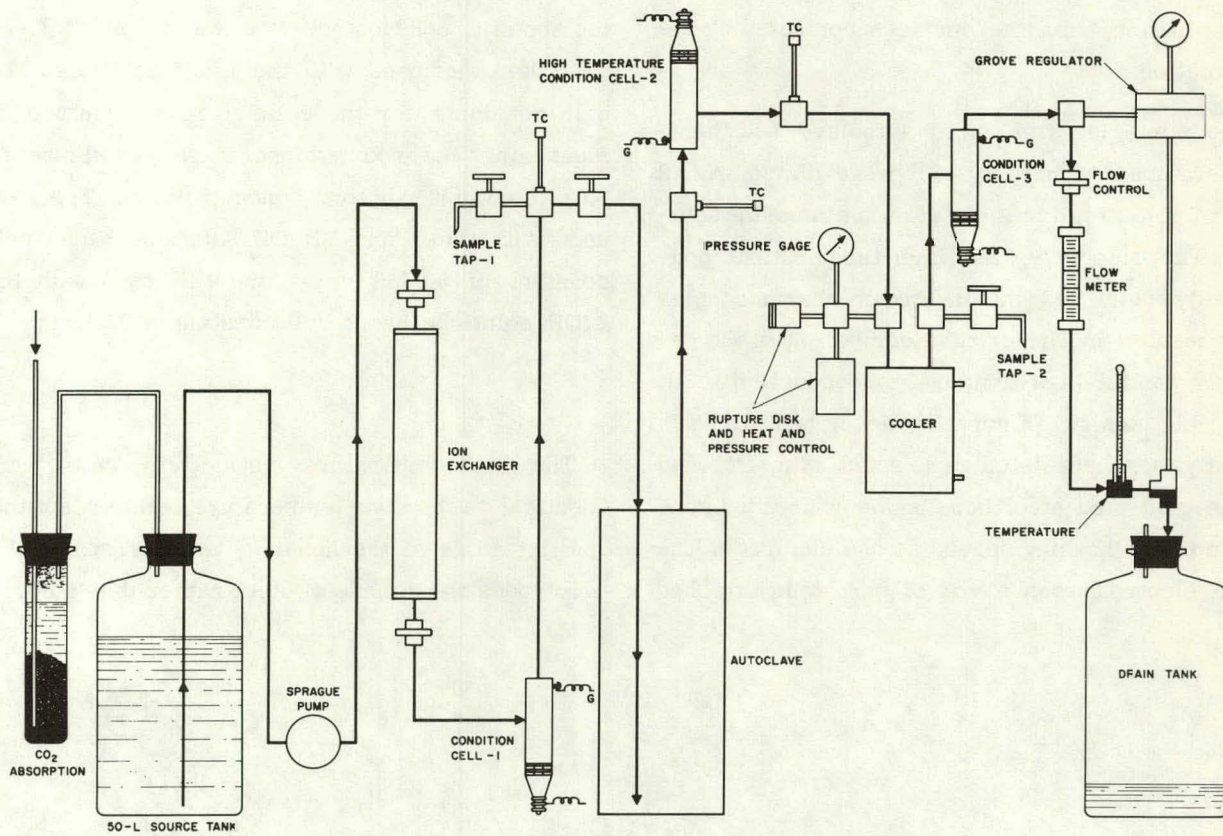 TC
HIGH TEMPERATURE
CONDITION CELL-2
GROVE REGULATOR
TC
G
G
CONDITION
CELL-3
FLOW
CONTROL
TC
SAMPLE
TAP-1
PRESSURE GAGE
FLOW
METER
SAMPLE
TAP-2
RUPTURE DISK
AND HEAT AND
PRESSURE CONTROL
COOLER
ION
EXCHANGER
TEMPERATURE
AUTOCLAVE
DFAIN TANK
SPRAGUE
PUMP
G
CONDITION
CELL-1
CO₂
ABSORPTION
50-L SOURCE TANK